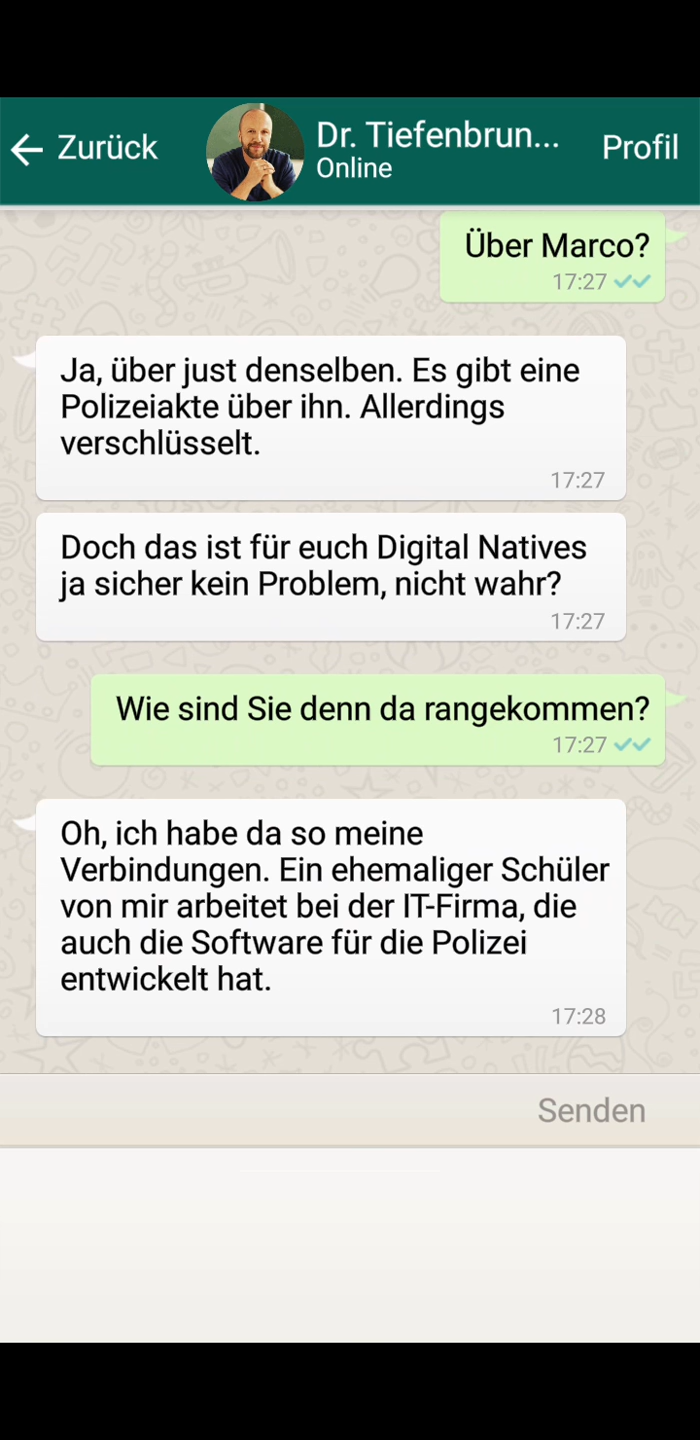 Zurück
Dr. Tiefenbrun...
Online
Profil
Über Marco?
17:27
Ja, über just denselben. Es gibt eine
Polizeiakte über ihn. Allerdings
verschlüsselt.
17:27
Doch das ist für euch Digital Natives
ja sicher kein Problem, nicht wahr?
17:27
Wie sind Sie denn da rangekommen?
17:27
Oh, ich habe da so meine
Verbindungen. Ein ehemaliger Schüler
von mir arbeitet bei der IT-Firma, die
auch die Software für die Polizei
entwickelt hat.
17:28
Senden